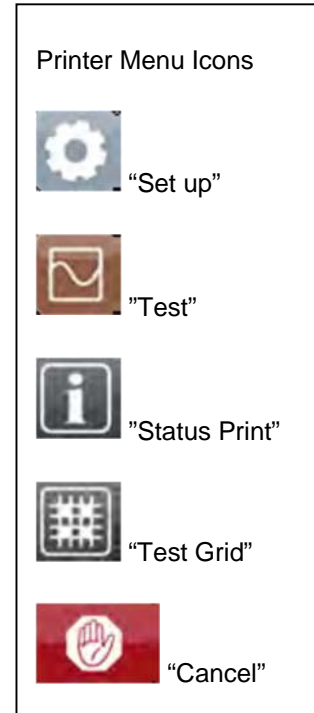 Printer Menu Icons
“Set up”
”Test”
”Status Print”
“Test Grid”
“Cancel”